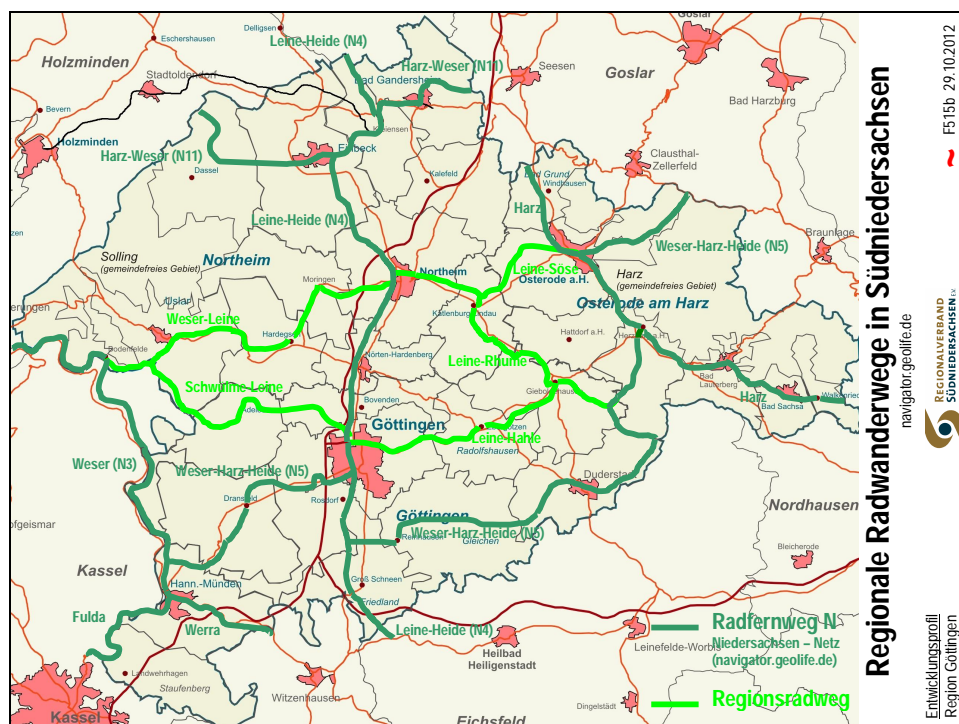 Delligsen
Goslar
Eschershausen
Leine-Heide (N4)
Holzminden
Harz-Weser (N11)
Seesen
Goslar
Stadtoldendorf
Bad Gandersheim
Bad Harzburg
Bevern
Kreiensen
Holzminden
Einbeck
Harz-Weser (N11)
Clausthal-
Zellerfeld
Dassel
Kalefeld
Bad Grund
Windhausen
Leine-Heide (N4)
Harz
Braunlage
Weser-Harz-Heide (N5)
Solling
(gemeindefreies Gebiet)
Northeim
Northeim
Leine-Söse
Osterode a.H.
Harz
(gemeindefreies Gebiet)
Moringen
Uslar
Osterode am Harz
Katlenburg-Lindau
Weser-Leine
Hardegsen
Hattdorf a.H.
Bodenfelde
Nörten-Hardenberg
Leine-Rhume
Bad
Lauterberg
Schwülme-Leine
Harz
Bad Sachsa
Bovenden
Göttingen
Leine-Hahle
Radolfshausen
Weser (N3)
Weser-Harz-Heide (N5)
Duderstadt
Dransfeld
Rosdorf
Göttingen
Nordhausen
Weser-Harz-Heide (N5)
Reinhausen
Gleichen
Bleicherode
Kassel
Hann.-Münden
Groß Schneen
Friedland
Fulda
Werra
Leine-Heide (N4)
Heilbad
Heiligenstadt
Leinefelde-Worbis
Landwehrhagen
Staufenberg
Witzenhausen
Kassel
Eichsfeld
Dingelstädt
Radfernweg N
Niedersachsen – Netz
(navigator.geolife.de)
Regionsradweg
Regionale Radwanderwege in Südniedersachsen
navigator.geolife.de
F515b 29.10.2012
REGIONALVERBAND
SÜDNIEDERSACHSEN E.V.
Entwicklungsprofil
Region Göttingen